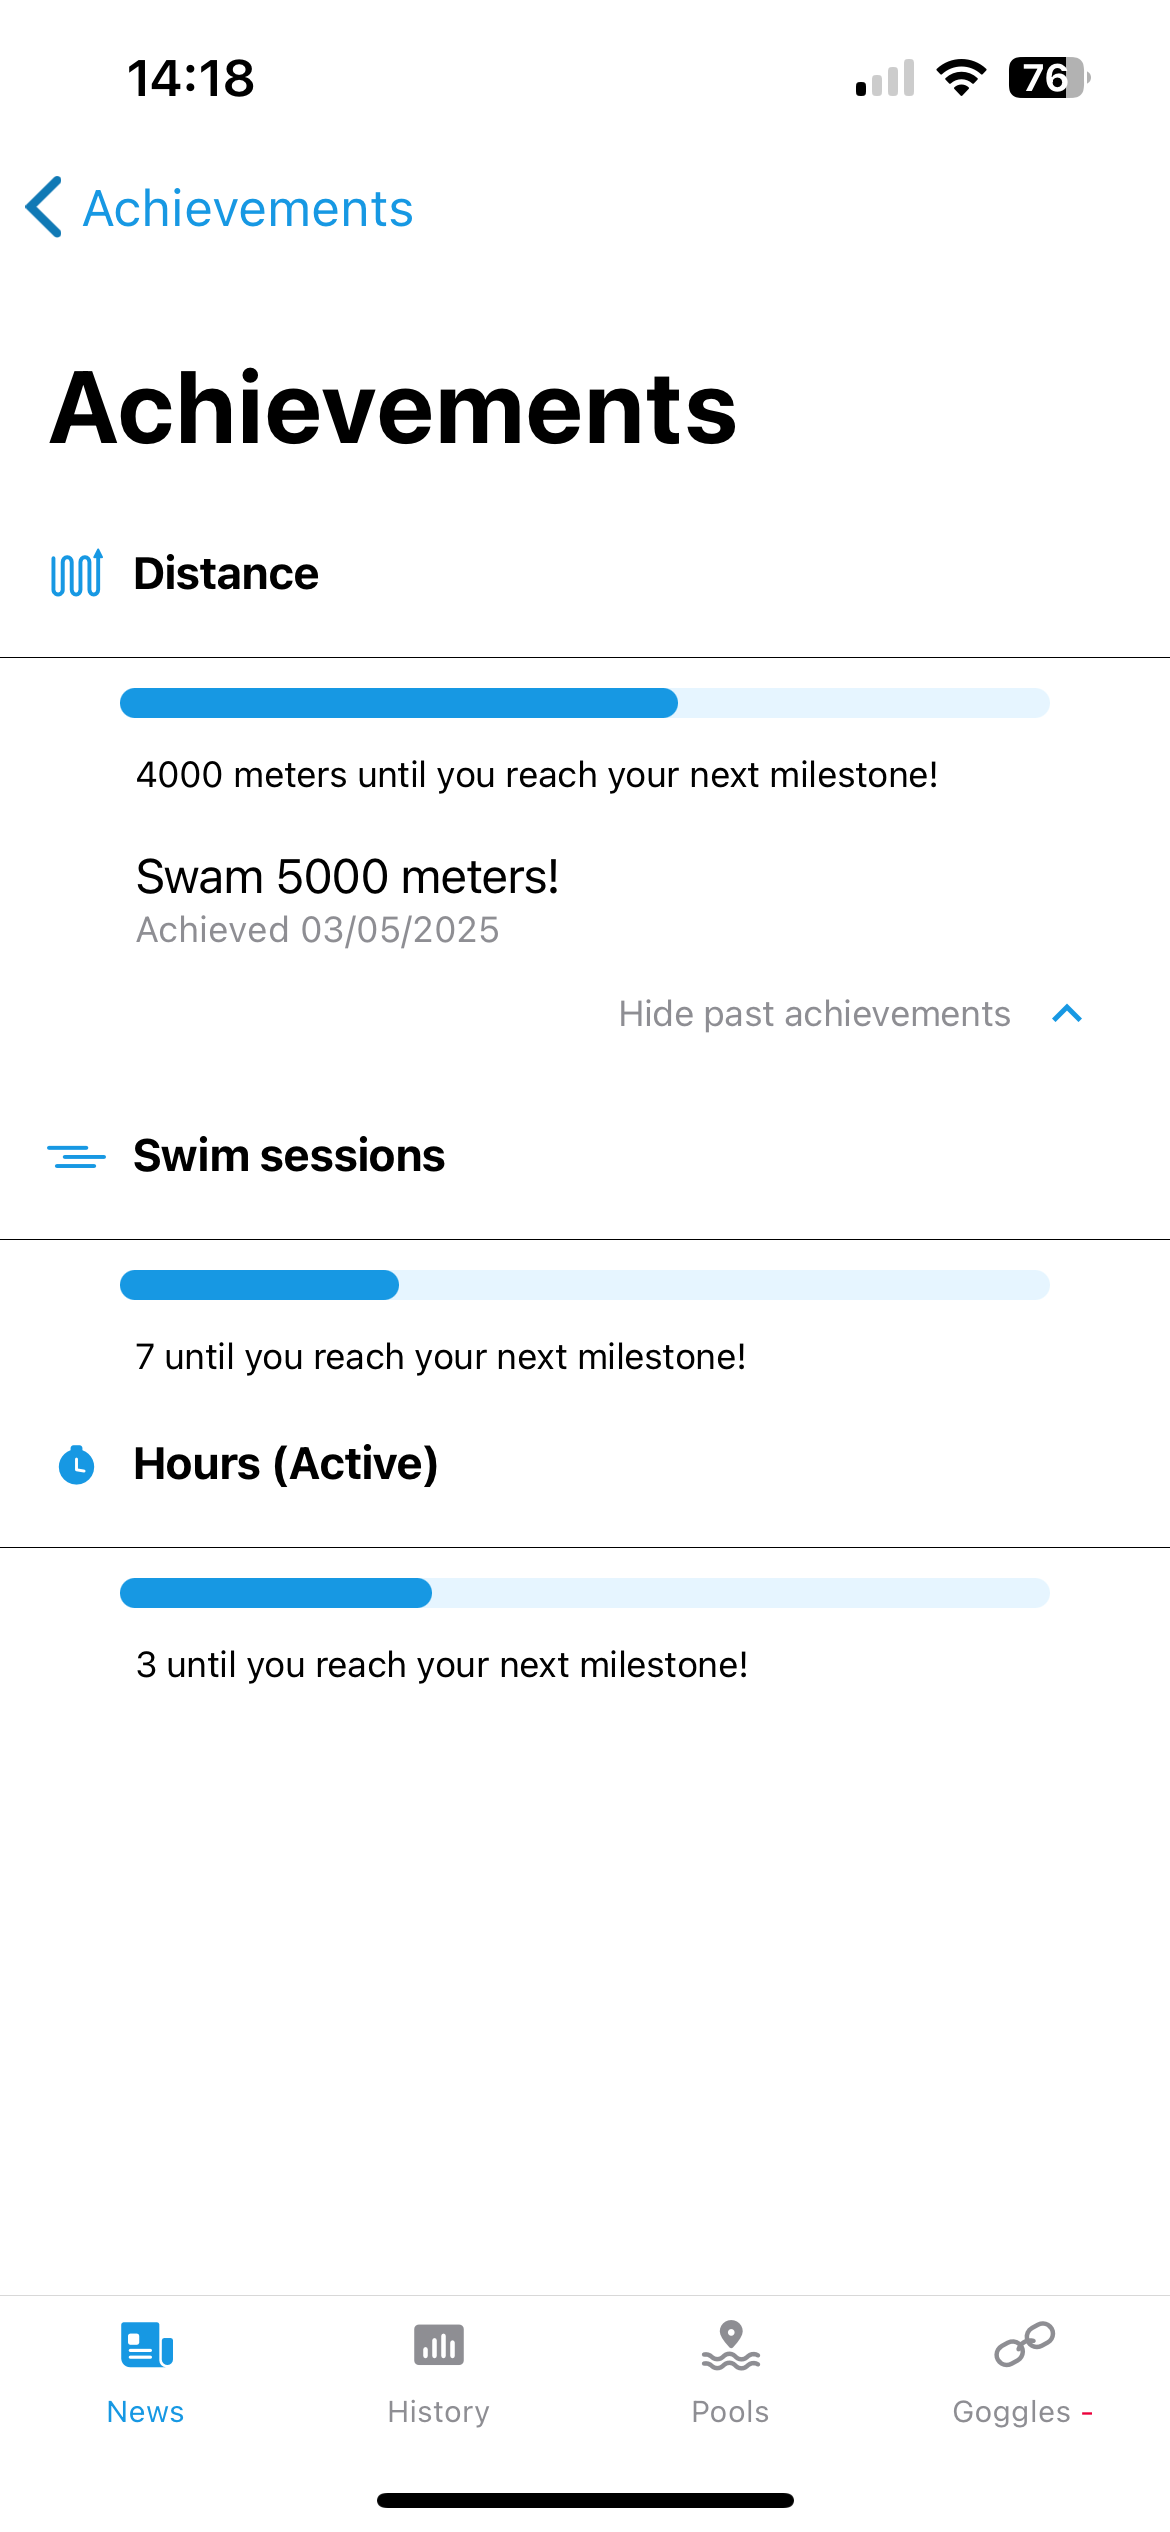 14:18
76
Achievements
Achievements
Distance
4000 meters until you reach your next milestone!
Swam 5000 meters!
Achieved 03/05/2025
Hide past achievements
Swim sessions
7 until you reach your next milestone!
Hours (Active)
3 until you reach your next milestone!
News
History
Pools
Goggles -